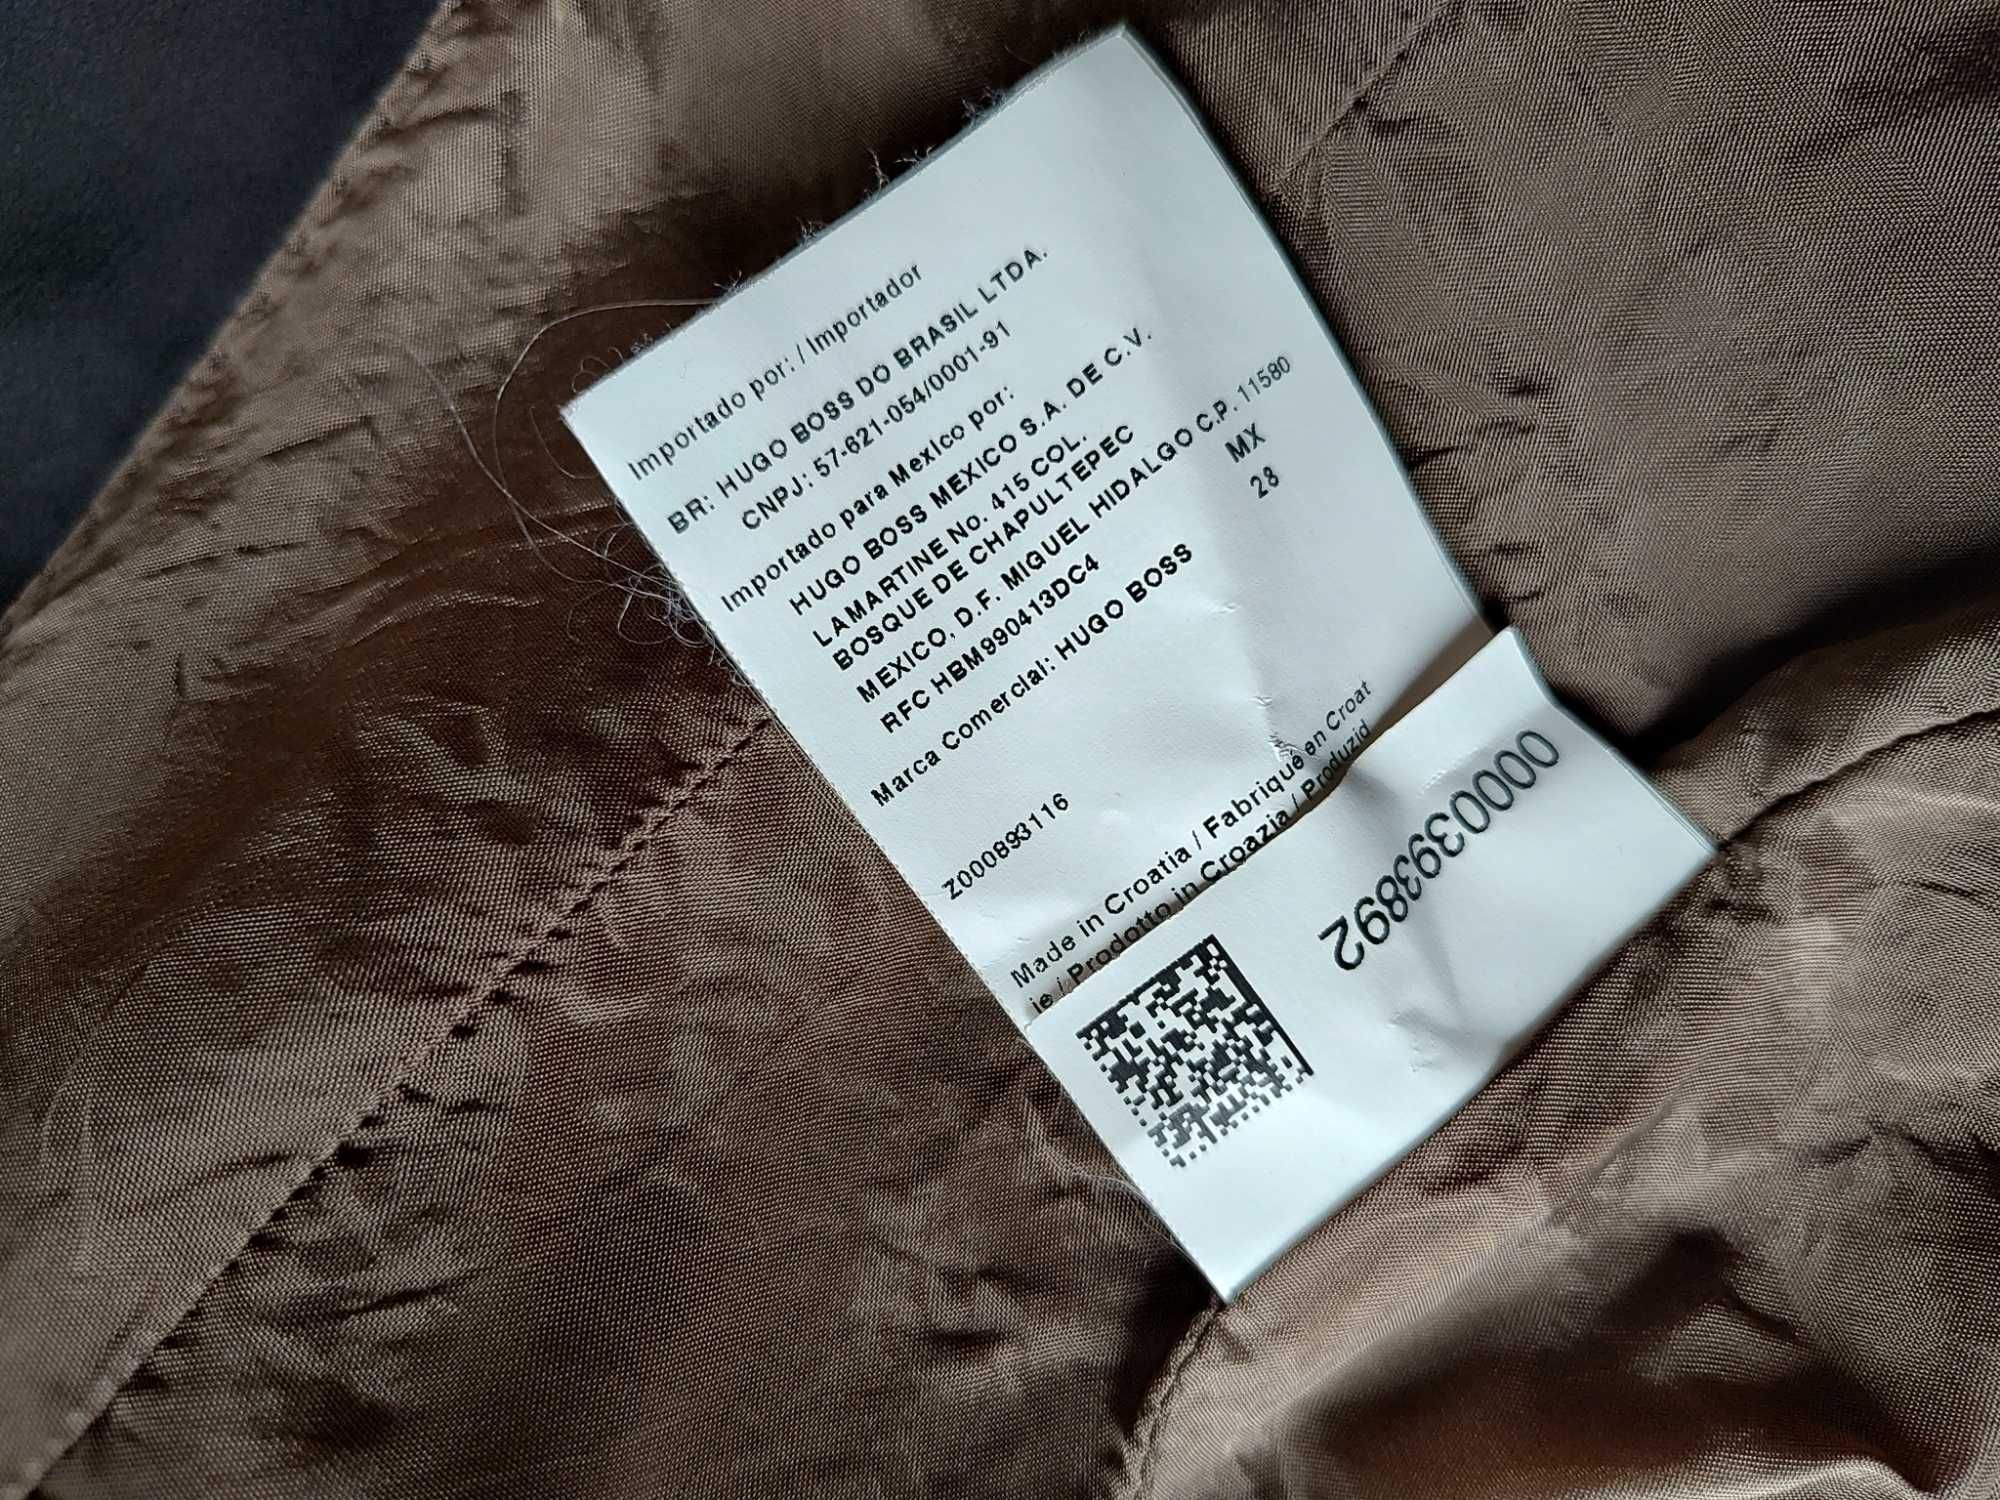 Importado por: / Importador
BR: HUGO BOSS DO BRASIL LTDA.
CNPJ: 57-621-054/0001-91
Importado para Mexico por:
HUGO BOSS MEXICO S.A. DE C.V.
LAMARTINE No. 415 COL.
BOSQUE DE CHAPULTEPEC
MEXICO, D.F. MIGUEL HIDALGO C.P. 11580
RFC HBM990413DC4
MX
28
Marca Comercial: HUGO BOSS
Z000893116
Made in Croatia / Fabriqué en Croat
ie / Prodotto in Croazia / Produzid
0000393892